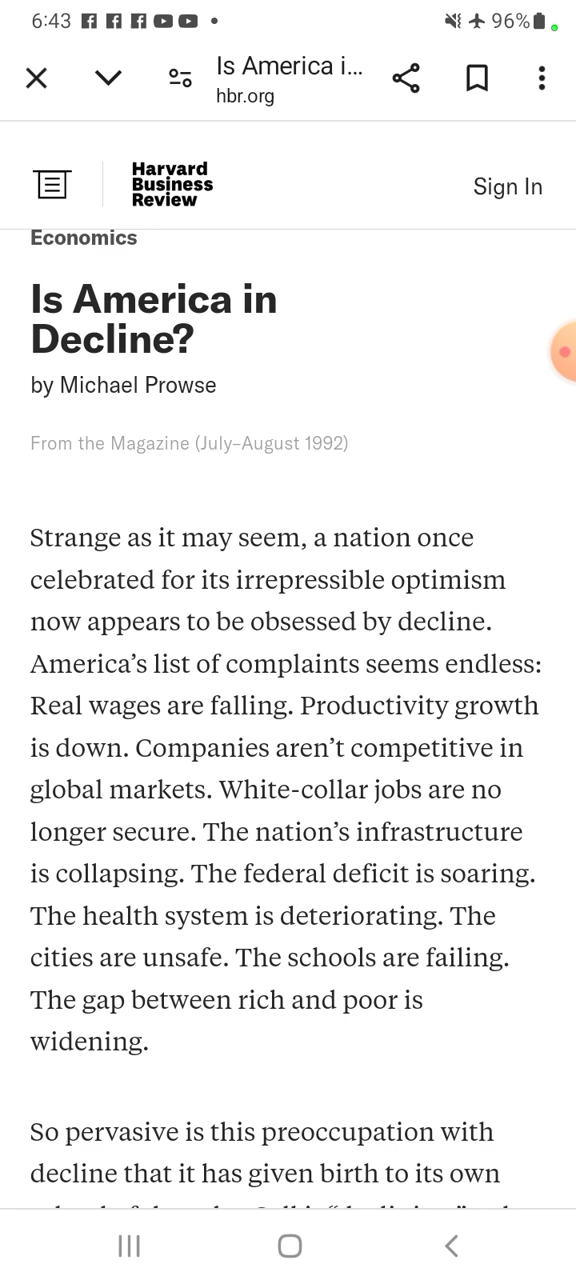 6:43
96%
Is America i...
hbr.org
Harvard
Business
Review
Sign In
Economics
Is America in
Decline?
by Michael Prowse
From the Magazine (July–August 1992)
Strange as it may seem, a nation once
celebrated for its irrepressible optimism
now appears to be obsessed by decline.
America’s list of complaints seems endless:
Real wages are falling. Productivity growth
is down. Companies aren’t competitive in
global markets. White-collar jobs are no
longer secure. The nation’s infrastructure
is collapsing. The federal deficit is soaring.
The health system is deteriorating. The
cities are unsafe. The schools are failing.
The gap between rich and poor is
widening.
So pervasive is this preoccupation with
decline that it has given birth to its own